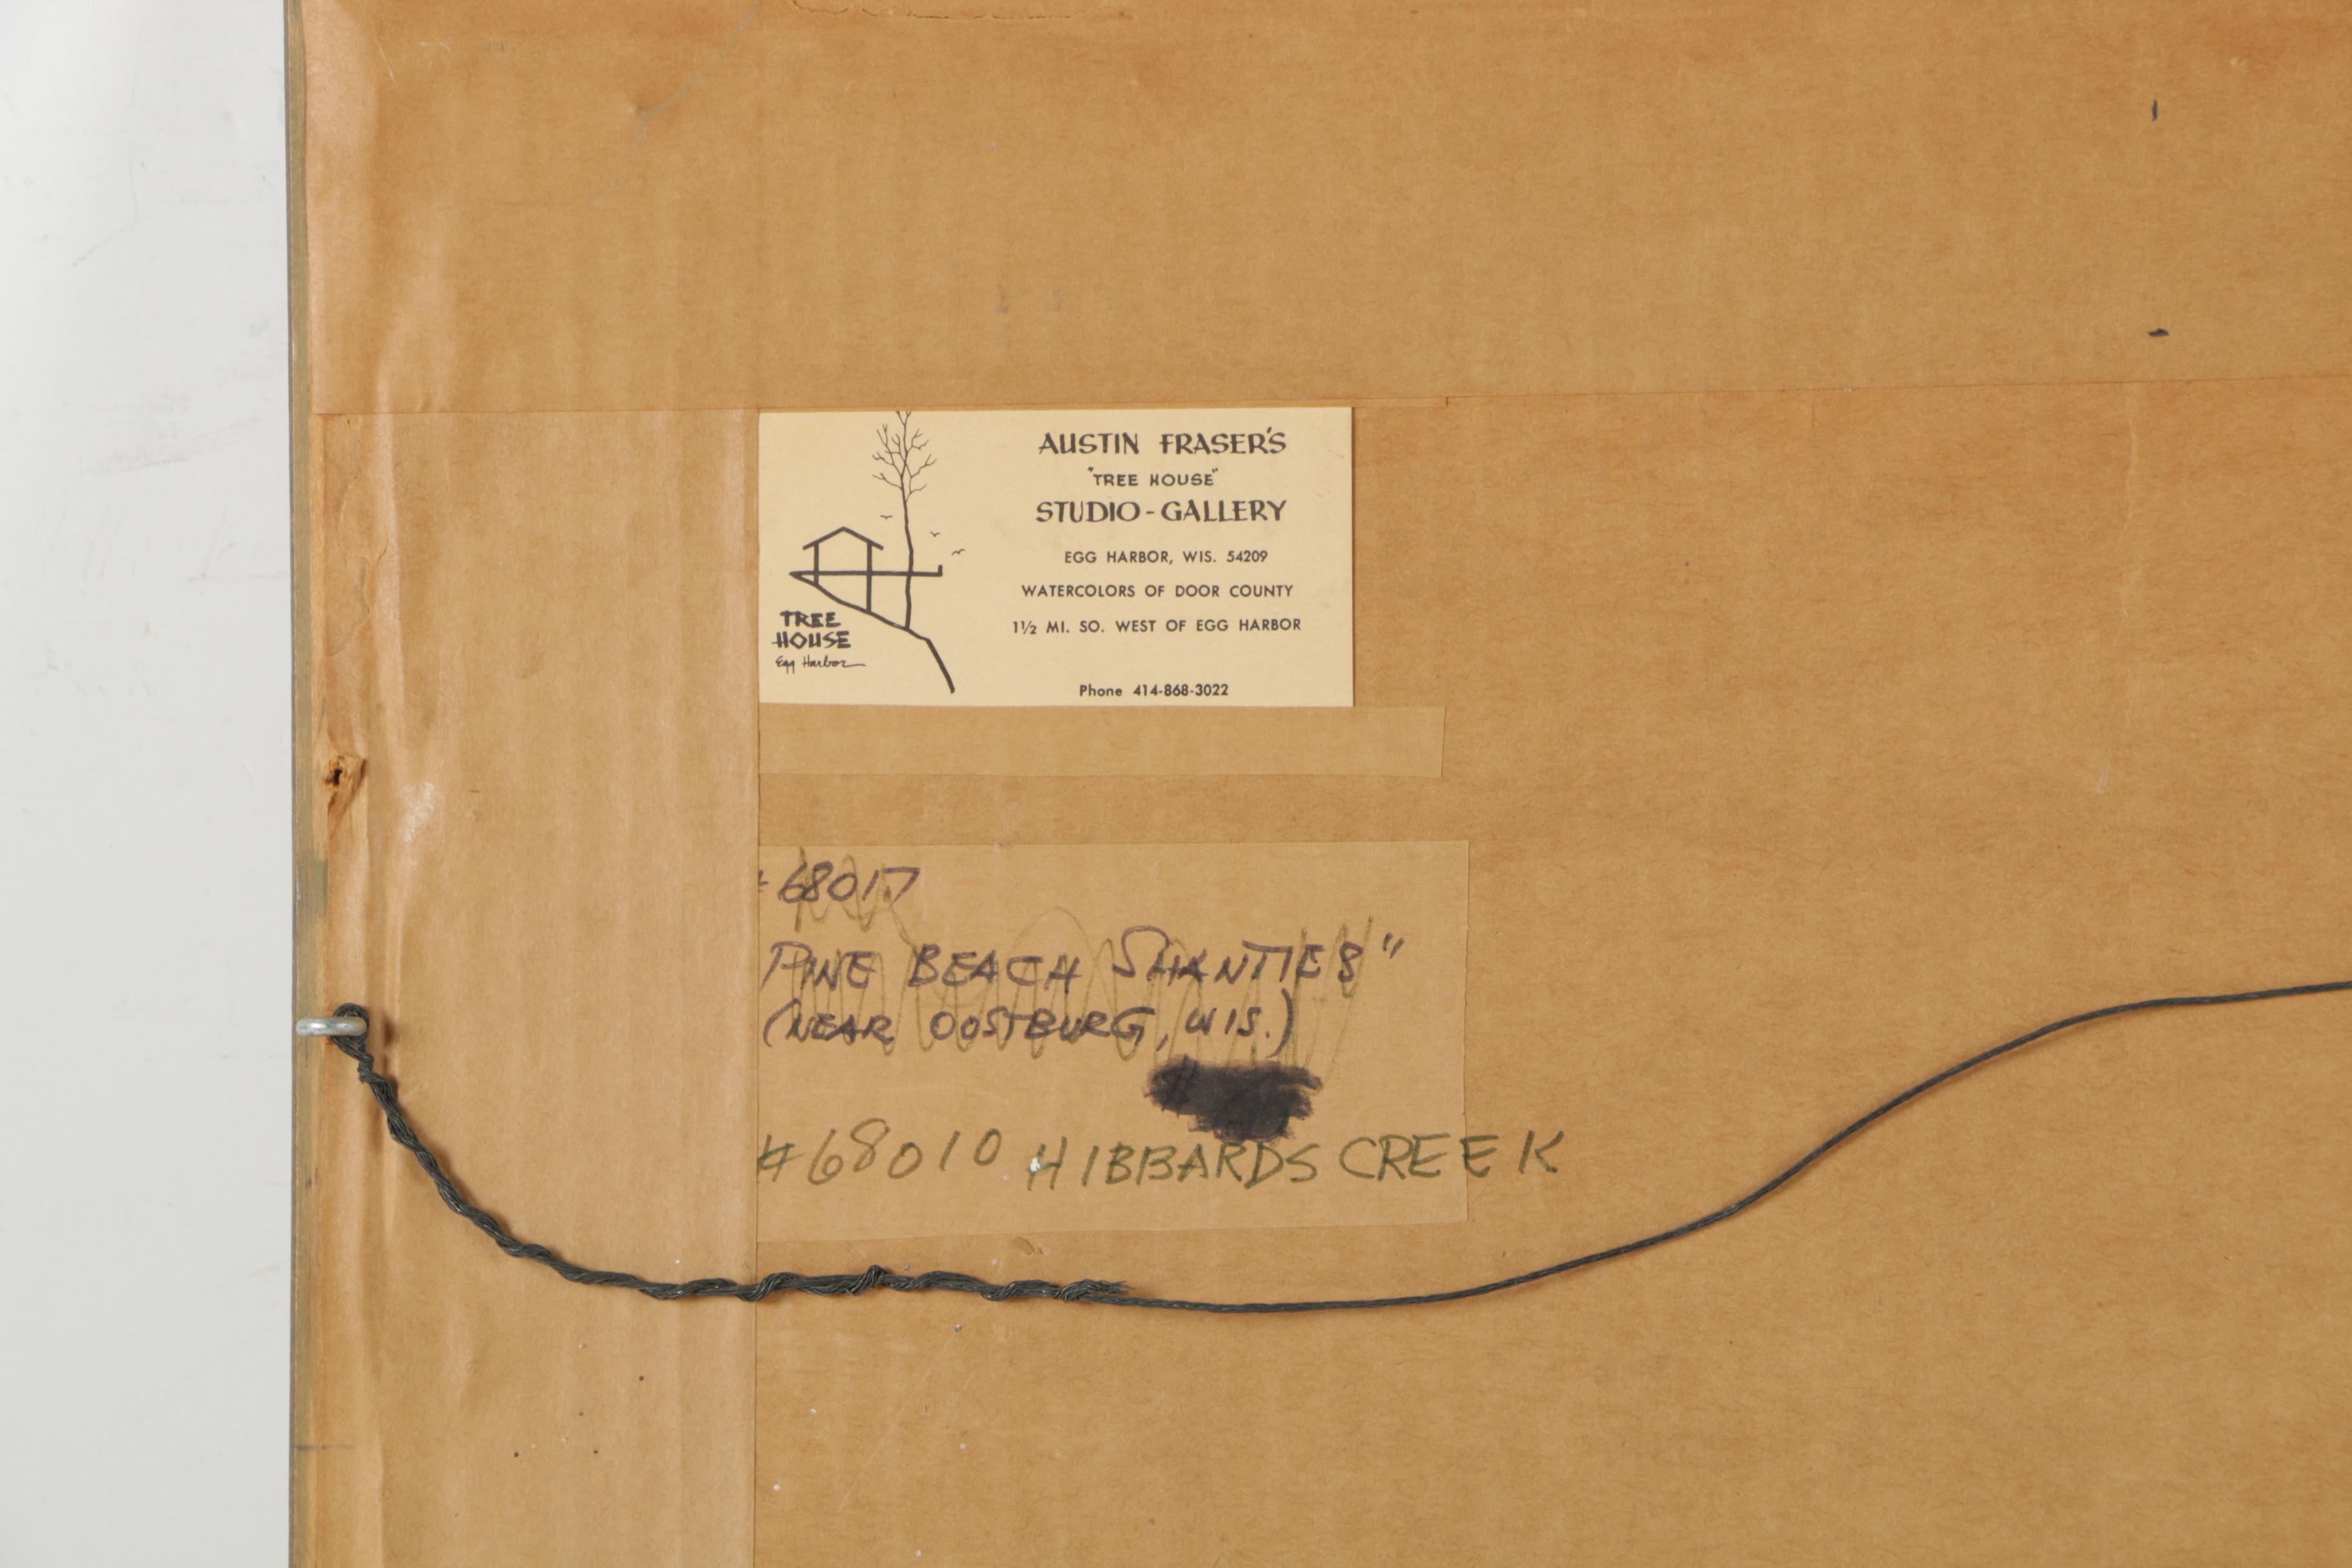 AUSTIN FRASER'S
"TREE HOUSE"
STUDIO - GALLERY
EGG HARBOR, WIS. 54209
WATERCOLORS OF DOOR COUNTY
1½ MI. SO. WEST OF EGG HARBOR
Phone 414-868-3022
TREE
HOUSE
Egg Harbor
#68017
PINE BEACH SHANTIES"
(NEAR OOSTBURG, WIS.)
#68010 HIBBARDS CREEK